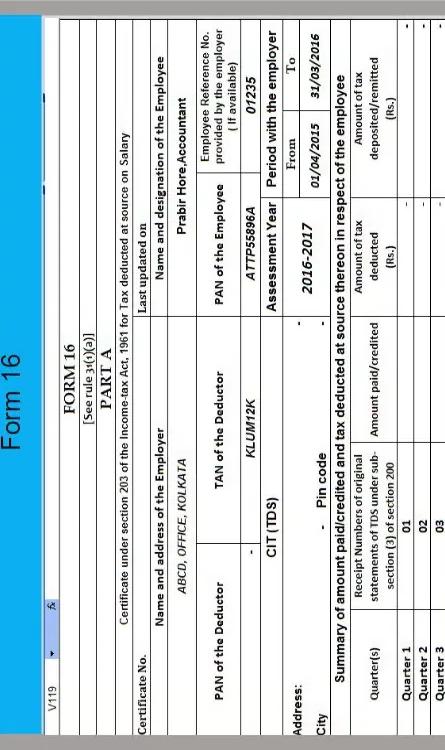 Form 16
V119 fx
FORM 16
[See rule 31(1)(a)]
PART A
Certificate under section 203 of the Income-tax Act, 1961 for Tax deducted at source on Salary
Certificate No. Last updated on
Name and address of the Employer Name and designation of the Employee
ABCD, OFFICE, KOLKATA Prabir Hore,Accountant
PAN of the Deductor TAN of the Deductor PAN of the Employee Employee Reference No.
provided by the employer
( If available)
- KLUM12K ATTP55896A 01235
CIT (TDS) Assessment Year Period with the employer
Address: - 2016-2017 From To
City - Pin code - 01/04/2015 31/03/2016
Summary of amount paid/credited and tax deducted at source thereon in respect of the employee
Quarter(s) Receipt Numbers of original
statements of TDS under sub-
section (3) of section 200 Amount paid/credited Amount of tax
deducted
(Rs.) Amount of tax
deposited/remitted
(Rs.)
Quarter 1 01 - -
Quarter 2 02 - -
Quarter 3 03 - -